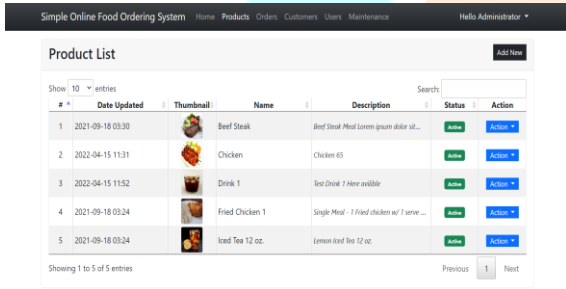 Simple Online Food Ordering System Home Products Orders Customers Users Maintenance Hello Administrator
Product List Add New
Show 10 entries Search:
# Date Updated Thumbnail Name Description Status Action
1 2021-09-18 03:30 Beef Steak Beef Steak Meal Lorem ipsum dolor sit... Active Action
2 2022-04-15 11:31 Chicken Chicken 65 Active Action
3 2022-04-15 11:52 Drink 1 Test Drink 1 Here avilible Active Action
4 2021-09-18 03:24 Fried Chicken 1 Single Meal - 1 Fried chicken w/ 1 serve ... Active Action
5 2021-09-18 03:24 Iced Tea 12 oz. Lemon Iced Tea 12 oz. Active Action
Showing 1 to 5 of 5 entries Previous 1 Next